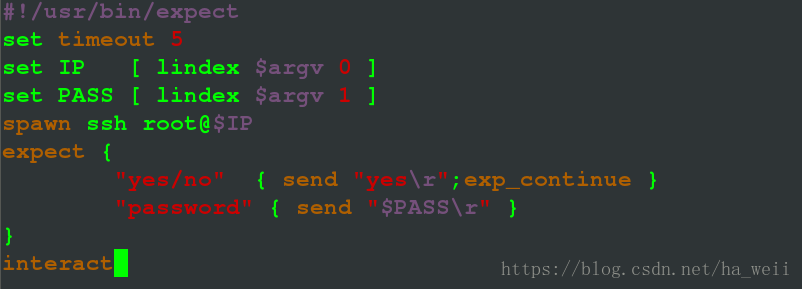 #!/usr/bin/expect
set timeout 5
set IP   [ lindex $argv 0 ]
set PASS [ lindex $argv 1 ]
spawn ssh root@$IP
expect {
        "yes/no"  { send "yes\r";exp_continue }
        "password" { send "$PASS\r" }
}
interact
https://blog.csdn.net/ha_weii